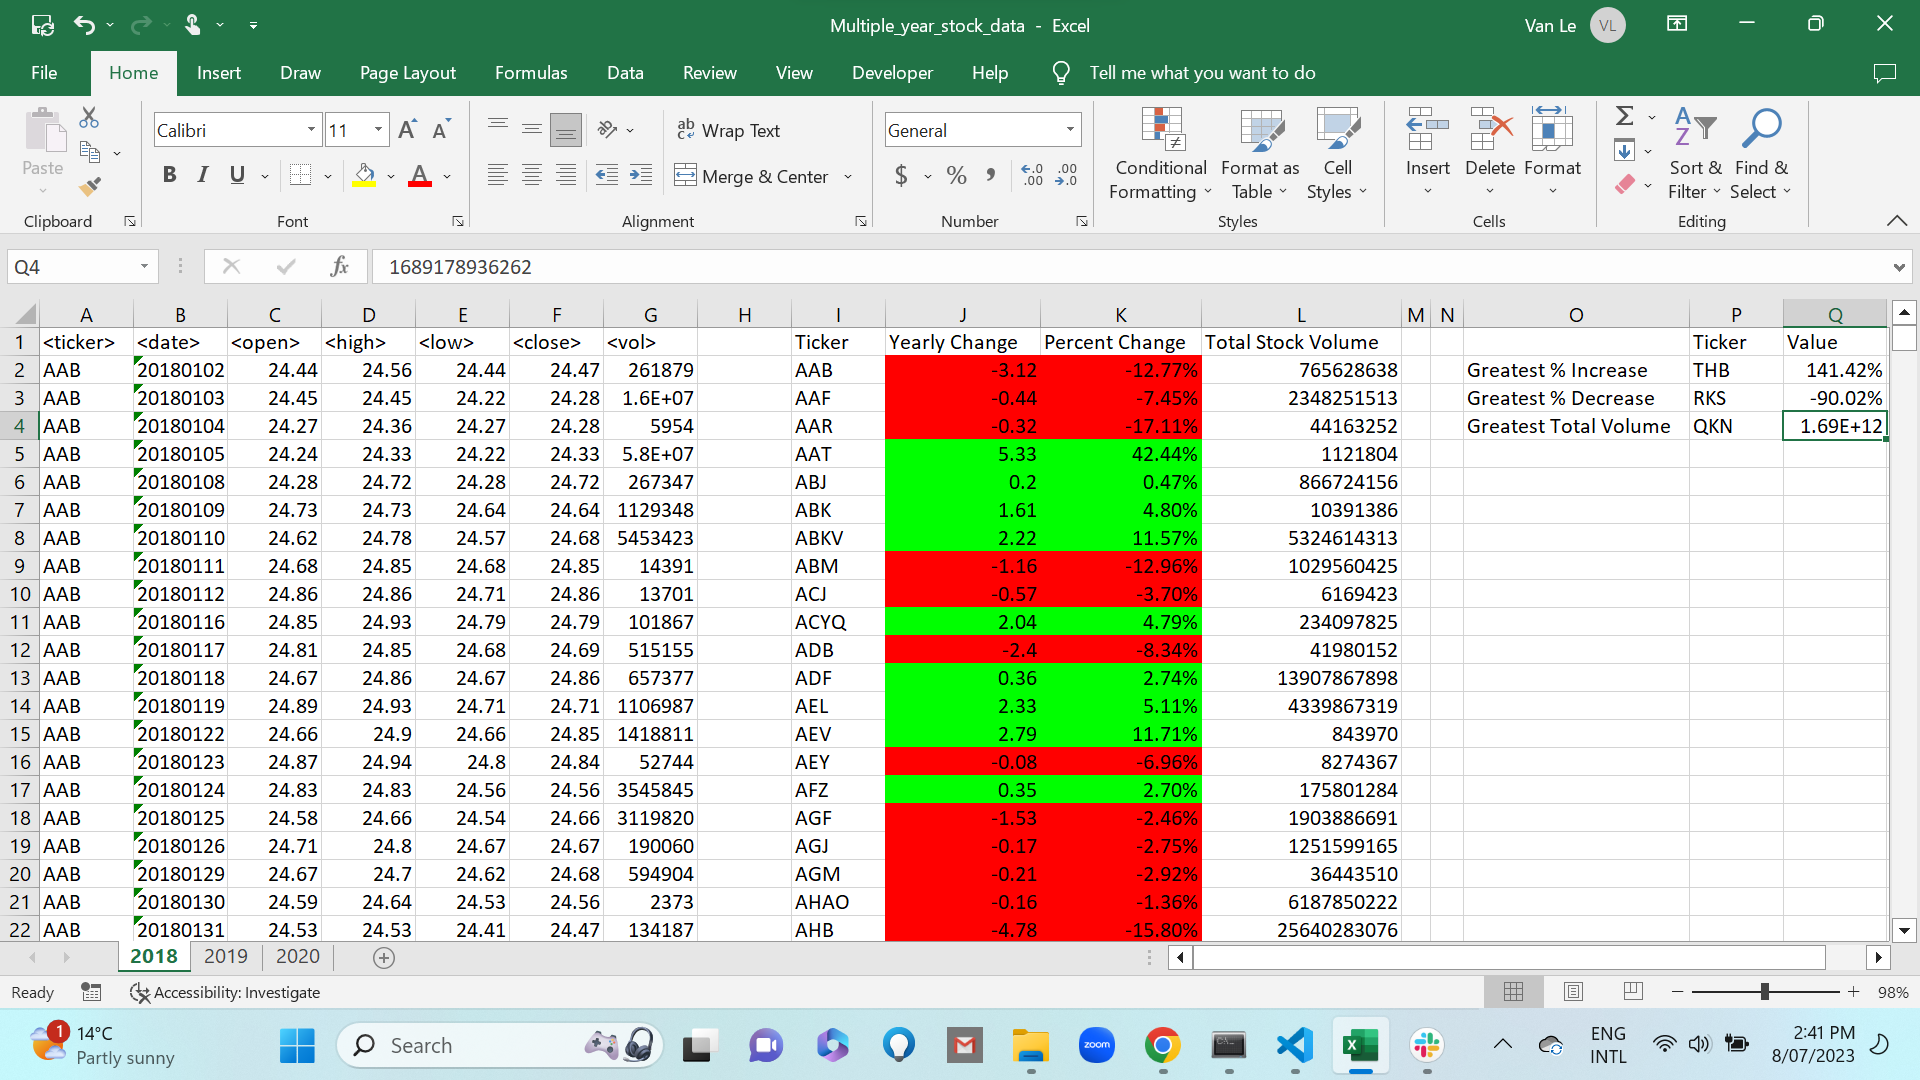 Multiple_year_stock_data - Excel
Van Le VL
File Home Insert Draw Page Layout Formulas Data Review View Developer Help Tell me what you want to do
Paste
Clipboard
Calibri 11
B I U
Font
Wrap Text
Merge & Center
Alignment
General
$ % ,
Number
Conditional Formatting
Format as Table
Cell Styles
Styles
Insert Delete Format
Cells
Sort & Filter
Find & Select
Editing
Q4 fx 1689178936262
A B C D E F G H I J K L M N O P Q
1 <ticker> <date> <open> <high> <low> <close> <vol> Ticker Yearly Change Percent Change Total Stock Volume Ticker Value
2 AAB 20180102 24.44 24.56 24.44 24.47 261879 AAB -3.12 -12.77% 765628638 Greatest % Increase THB 141.42%
3 AAB 20180103 24.45 24.45 24.22 24.28 1.6E+07 AAF -0.44 -7.45% 2348251513 Greatest % Decrease RKS -90.02%
4 AAB 20180104 24.27 24.36 24.27 24.28 5954 AAR -0.32 -17.11% 44163252 Greatest Total Volume QKN 1.69E+12
5 AAB 20180105 24.24 24.33 24.22 24.33 5.8E+07 AAT 5.33 42.44% 1121804
6 AAB 20180108 24.28 24.72 24.28 24.72 267347 ABJ 0.2 0.47% 866724156
7 AAB 20180109 24.73 24.73 24.64 24.64 1129348 ABK 1.61 4.80% 10391386
8 AAB 20180110 24.62 24.78 24.57 24.68 5453423 ABKV 2.22 11.57% 5324614313
9 AAB 20180111 24.68 24.85 24.68 24.85 14391 ABM -1.16 -12.96% 1029560425
10 AAB 20180112 24.86 24.86 24.71 24.86 13701 ACJ -0.57 -3.70% 6169423
11 AAB 20180116 24.85 24.93 24.79 24.79 101867 ACYQ 2.04 4.79% 234097825
12 AAB 20180117 24.81 24.85 24.68 24.69 515155 ADB -2.4 -8.34% 41980152
13 AAB 20180118 24.67 24.86 24.67 24.86 657377 ADF 0.36 2.74% 13907867898
14 AAB 20180119 24.89 24.93 24.71 24.71 1106987 AEL 2.33 5.11% 4339867319
15 AAB 20180122 24.66 24.9 24.66 24.85 1418811 AEV 2.79 11.71% 843970
16 AAB 20180123 24.87 24.94 24.8 24.84 52744 AEY -0.08 -6.96% 8274367
17 AAB 20180124 24.83 24.83 24.56 24.56 3545845 AFZ 0.35 2.70% 175801284
18 AAB 20180125 24.58 24.66 24.54 24.66 3119820 AGF -1.53 -2.46% 1903886691
19 AAB 20180126 24.71 24.8 24.67 24.67 190060 AGJ -0.17 -2.75% 1251599165
20 AAB 20180129 24.67 24.7 24.62 24.68 594904 AGM -0.21 -2.92% 36443510
21 AAB 20180130 24.59 24.64 24.53 24.56 2373 AHAO -0.16 -1.36% 6187850222
22 AAB 20180131 24.53 24.53 24.41 24.47 134187 AHB -4.78 -15.80% 25640283076
2018 2019 2020
Ready Accessibility: Investigate 98%
1 14°C
Partly sunny
Search
zoom
ENG
INTL
2:41 PM
8/07/2023